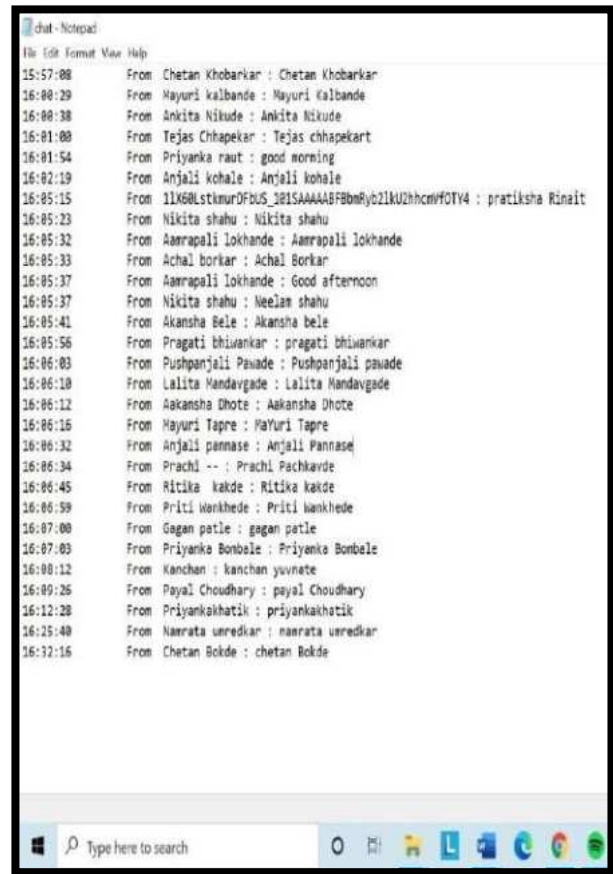 chat - Notepad
File Edit Format View Help
15:57:08 From Chetan Khobarkar : Chetan Khobarkar
16:00:29 From Mayuri kalbande : Mayuri Kalbande
16:00:38 From Ankita Nikude : Ankita Nikude
16:01:00 From Tejas Chhapekar : Tejas chhapekart
16:01:54 From Priyanka raut : good morning
16:02:19 From Anjali kohale : Anjali kohale
16:05:15 From : pratiksha Rinait
16:05:23 From Nikita shahu : Nikita shahu
16:05:32 From Aamrapali lokhande : Aamrapali lokhande
16:05:33 From Achal borkar : Achal Borkar
16:05:37 From Aamrapali lokhande : Good afternoon
16:05:37 From Nikita shahu : Neelam shahu
16:05:41 From Akansha Bele : Akansha bele
16:05:56 From Pragati bhiwankar : pragati bhiwankar
16:06:03 From Pushpanjali Pawade : Pushpanjali pawade
16:06:10 From Lalita Mandavgade : Lalita Mandavgade
16:06:12 From Aakansha Dhote : Aakansha Dhote
16:06:16 From Mayuri Tapre : MaYuri Tapre
16:06:32 From Anjali pannase : Anjali Pannase
16:06:34 From Prachi -- : Prachi Pachkavde
16:06:45 From Ritika kakde : Ritika kakde
16:06:59 From Priti Wankhede : Priti Wankhede
16:07:00 From Gagan patle : gagan patle
16:07:03 From Priyanka Bombale : Priyanka Bombale
16:08:12 From Kanchan : kanchan yuvnate
16:09:26 From Payal Choudhary : payal Choudhary
16:12:28 From Priyankakhatik : priyankakhatik
16:25:40 From Namrata umredkar : namrata umredkar
16:32:16 From Chetan Bokde : chetan Bokde
Type here to search